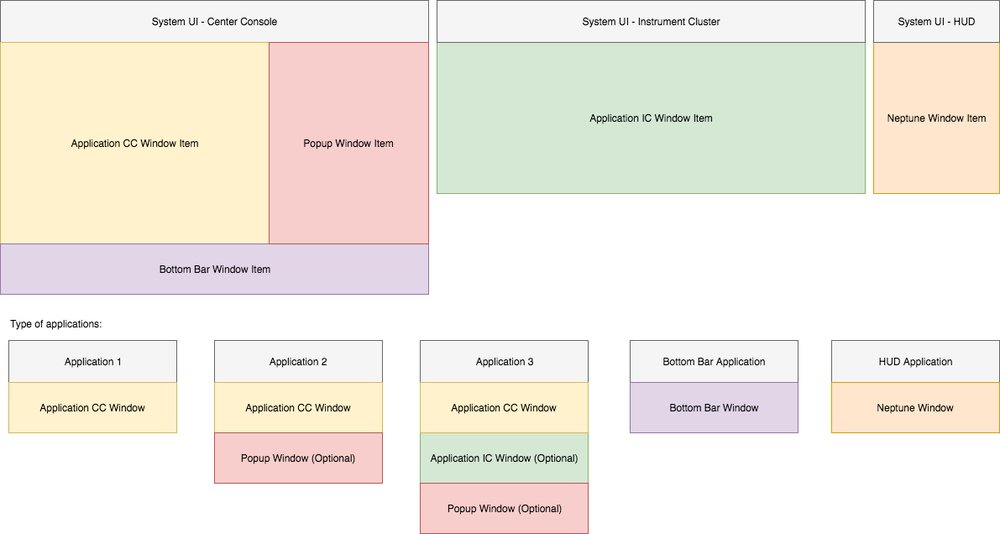 System UI - Center Console
System UI - Instrument Cluster
System UI - HUD
Application CC Window Item
Popup Window Item
Application IC Window Item
Neptune Window Item
Bottom Bar Window Item
Type of applications:
Application 1
Application 2
Application 3
Bottom Bar Application
HUD Application
Application CC Window
Application CC Window
Application CC Window
Bottom Bar Window
Neptune Window
Popup Window (Optional)
Application IC Window (Optional)
Popup Window (Optional)